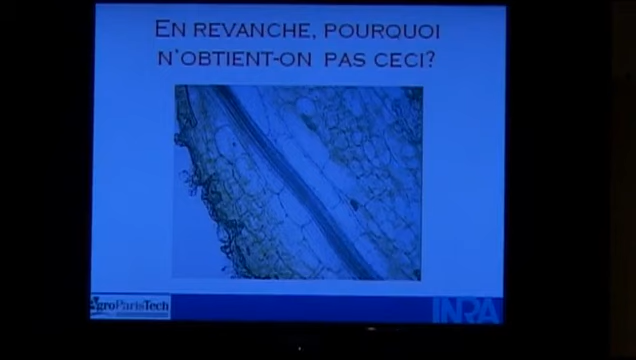 EN REVANCHE, POURQUOI
N'OBTIENT-ON PAS CECI?
AgroParisTech
INRA